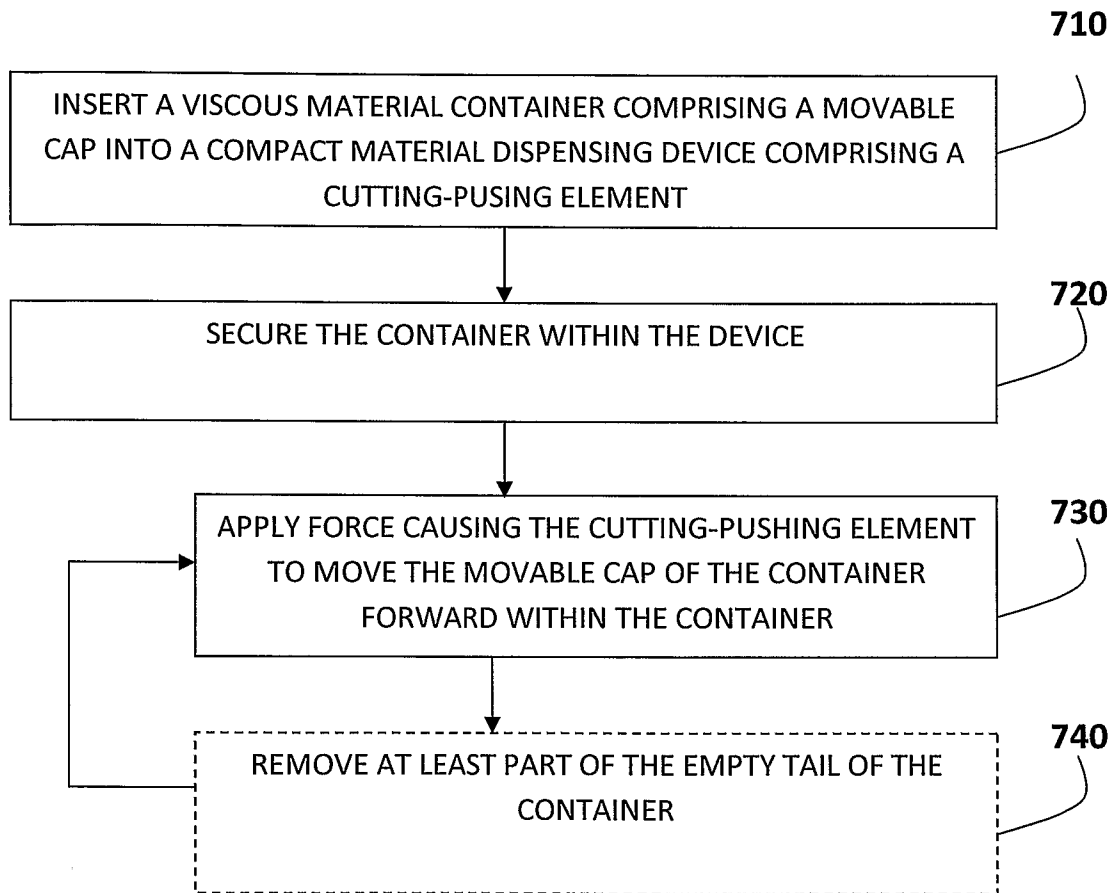 710
INSERT A VISCOUS MATERIAL CONTAINER COMPRISING A MOVABLE
CAP INTO A COMPACT MATERIAL DISPENSING DEVICE COMPRISING A
CUTTING-PUSING ELEMENT
720
SECURE THE CONTAINER WITHIN THE DEVICE
730
APPLY FORCE CAUSING THE CUTTING-PUSHING ELEMENT
TO MOVE THE MOVABLE CAP OF THE CONTAINER
FORWARD WITHIN THE CONTAINER
740
REMOVE AT LEAST PART OF THE EMPTY TAIL OF THE
CONTAINER